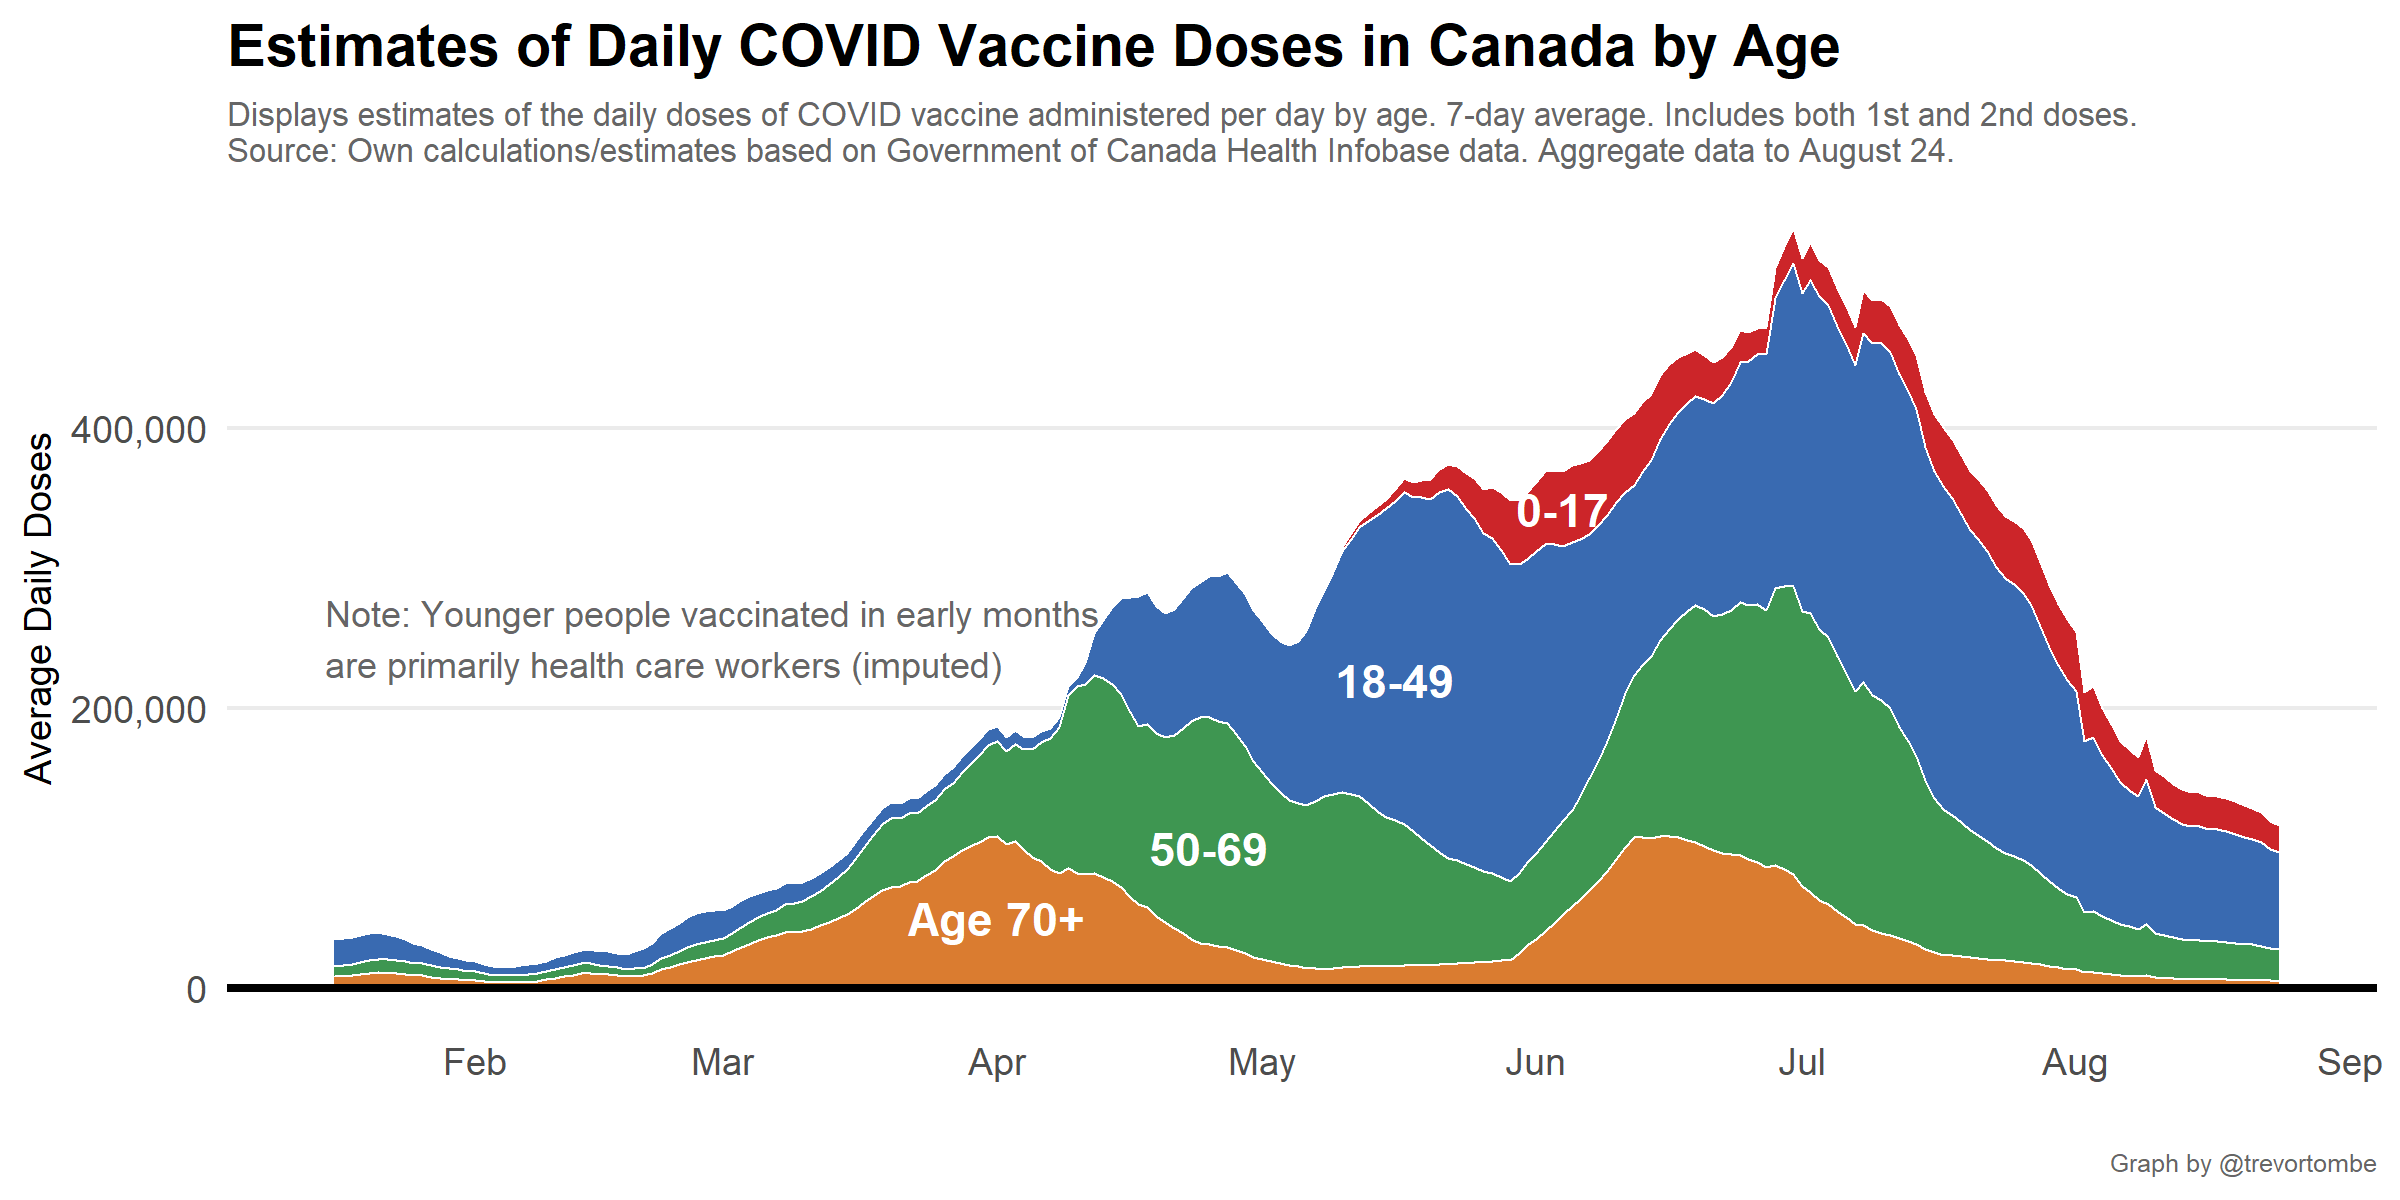 Estimates of Daily COVID Vaccine Doses in Canada by Age
Displays estimates of the daily doses of COVID vaccine administered per day by age. 7-day average. Includes both 1st and 2nd doses.
Source: Own calculations/estimates based on Government of Canada Health Infobase data. Aggregate data to August 24.
Average Daily Doses
400,000
200,000
0
Note: Younger people vaccinated in early months
are primarily health care workers (imputed)
0-17
18-49
50-69
Age 70+
Feb
Mar
Apr
May
Jun
Jul
Aug
Sep
Graph by @trevortombe